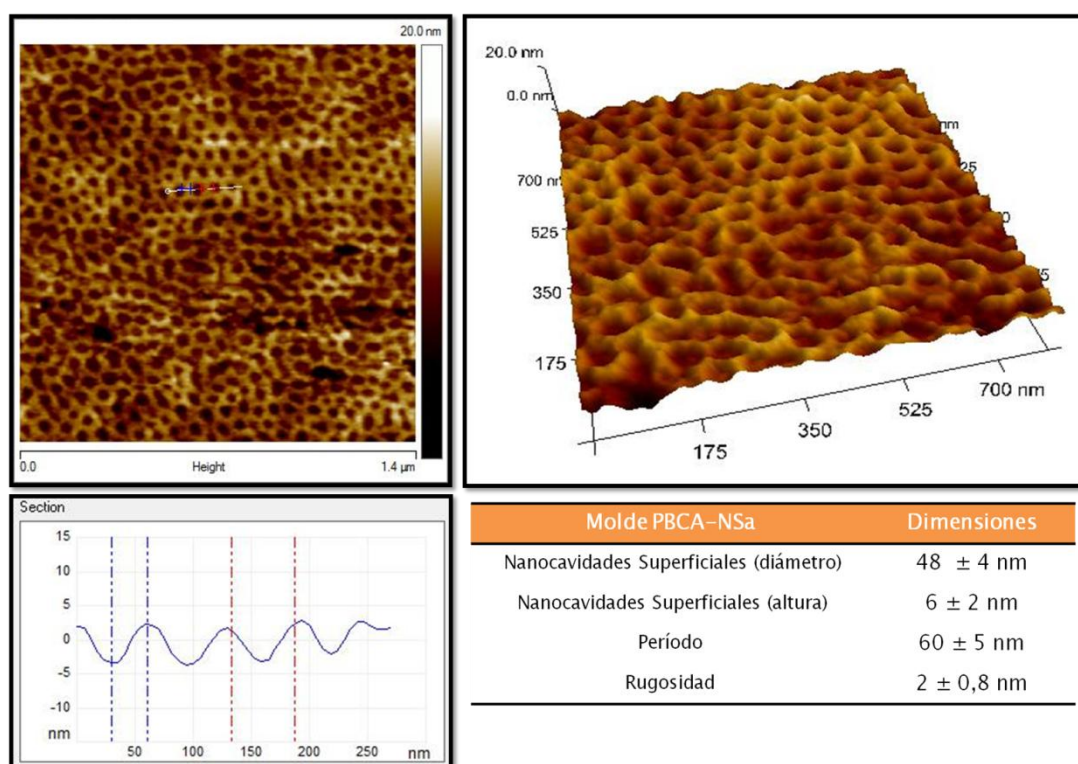 20.0 nm
0.0 Height 1.4 µm
20.0 nm
0.0 nm
700 nm
525
350
175
175
350
525
700 nm
nm
25
Section
15
10
5
0
-5
-10
nm
50 100 150 200 250 nm
Molde PBCA-NSa Dimensiones
Nanocavidades Superficiales (diámetro) 48 ± 4 nm
Nanocavidades Superficiales (altura) 6 ± 2 nm
Período 60 ± 5 nm
Rugosidad 2 ± 0,8 nm